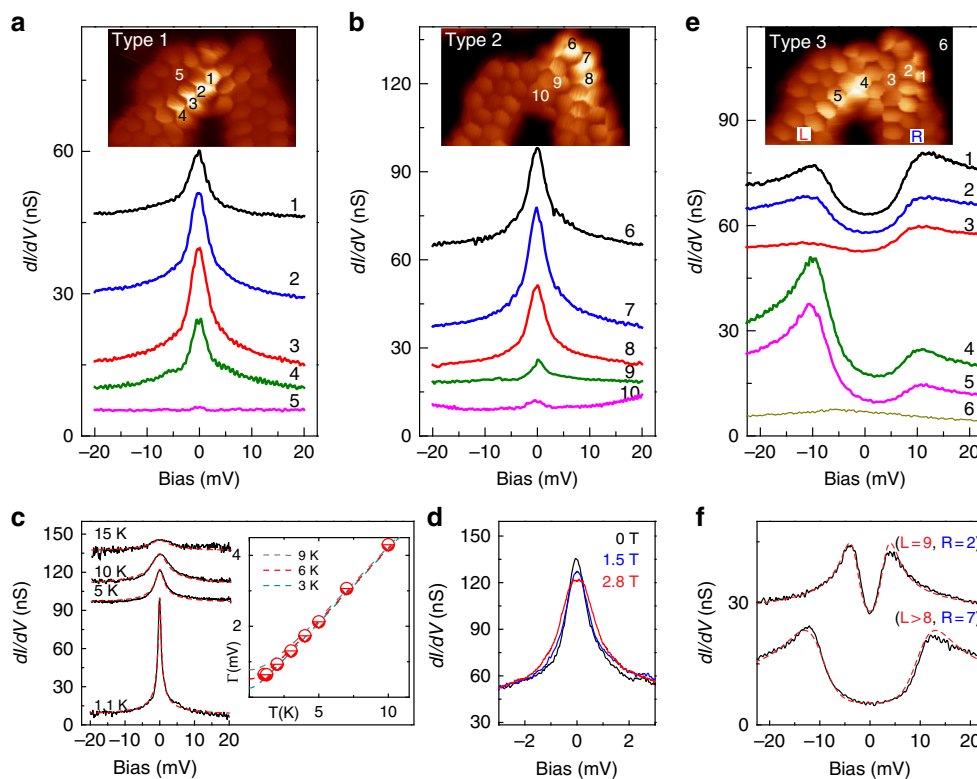 a
Type 1
5
1
2
3
4
dI/dV (nS)
60
30
0
1
2
3
4
5
−20 −10 0 10 20
Bias (mV)
b
Type 2
6
7
8
9
10
dI/dV (nS)
120
90
60
30
0
6
7
8
9
10
−20 −10 0 10 20
Bias (mV)
e
Type 3
6
5
4
3
2
1
L
R
dI/dV (nS)
90
60
30
0
1
2
3
4
5
6
−20 −10 0 10 20
Bias (mV)
c
dI/dV (nS)
150
135
120
105
90
75
60
45
30
15
0
15 K
10 K
5 K
1.1 K
−20 −10 0 10 20
Bias (mV)
9 K
6 K
3 K
Γ(mV)
4
2
T(K) 5 10
d
dI/dV (nS)
150
120
90
60
30
0 T
1.5 T
2.8 T
−2 0 2
Bias (mV)
f
dI/dV (nS)
30
0
(L=9, R=2)
(L>8, R=7)
−20 −10 0 10 20
Bias (mV)